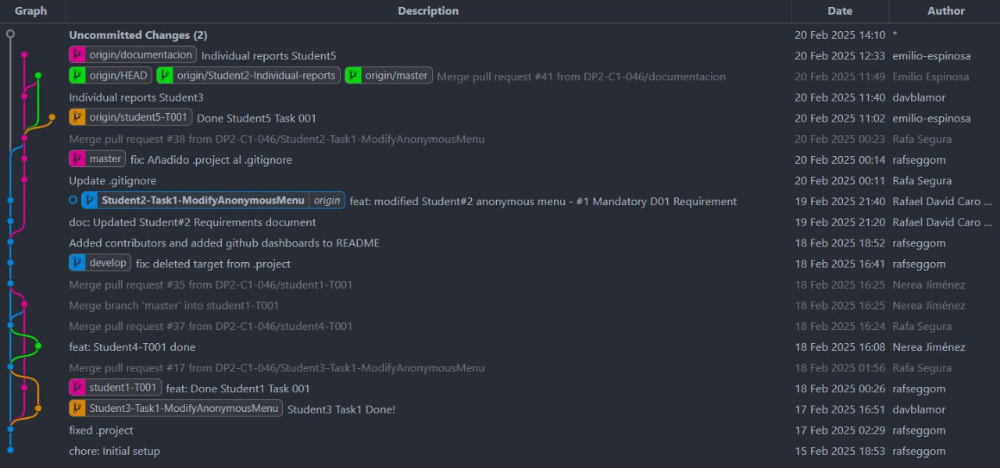 Graph Description Date Author
Uncommitted Changes (2) 20 Feb 2025 14:10 *
origin/documentacion Individual reports Student5 20 Feb 2025 12:33 emilio-espinosa
origin/HEAD origin/Student2-Individual-reports origin/master Merge pull request #41 from DP2-C1-046/documentacion 20 Feb 2025 11:49 Emilio Espinosa
Individual reports Student3 20 Feb 2025 11:40 davblamor
origin/student5-T001 Done Student5 Task 001 20 Feb 2025 11:02 emilio-espinosa
Merge pull request #38 from DP2-C1-046/Student2-Task1-ModifyAnonymousMenu 20 Feb 2025 00:23 Rafa Segura
master fix: Añadido .project al .gitignore 20 Feb 2025 00:14 rafseggom
Update .gitignore 20 Feb 2025 00:11 Rafa Segura
Student2-Task1-ModifyAnonymousMenu origin feat: modified Student#2 anonymous menu - #1 Mandatory D01 Requirement 19 Feb 2025 21:40 Rafael David Caro ...
doc: Updated Student#2 Requirements document 19 Feb 2025 21:20 Rafael David Caro ...
Added contributors and added github dashboards to README 18 Feb 2025 18:52 rafseggom
develop fix: deleted target from .project 18 Feb 2025 16:41 rafseggom
Merge pull request #35 from DP2-C1-046/student1-T001 18 Feb 2025 16:25 Nerea Jiménez
Merge branch 'master' into student1-T001 18 Feb 2025 16:25 Nerea Jiménez
Merge pull request #37 from DP2-C1-046/student4-T001 18 Feb 2025 16:24 Rafa Segura
feat: Student4-T001 done 18 Feb 2025 16:08 Nerea Jiménez
Merge pull request #17 from DP2-C1-046/Student3-Task1-ModifyAnonymousMenu 18 Feb 2025 01:56 Rafa Segura
student1-T001 feat: Done Student1 Task 001 18 Feb 2025 00:26 rafseggom
Student3-Task1-ModifyAnonymousMenu Student3 Task1 Done! 17 Feb 2025 16:51 davblamor
fixed .project 17 Feb 2025 02:29 rafseggom
chore: Initial setup 15 Feb 2025 18:53 rafseggom